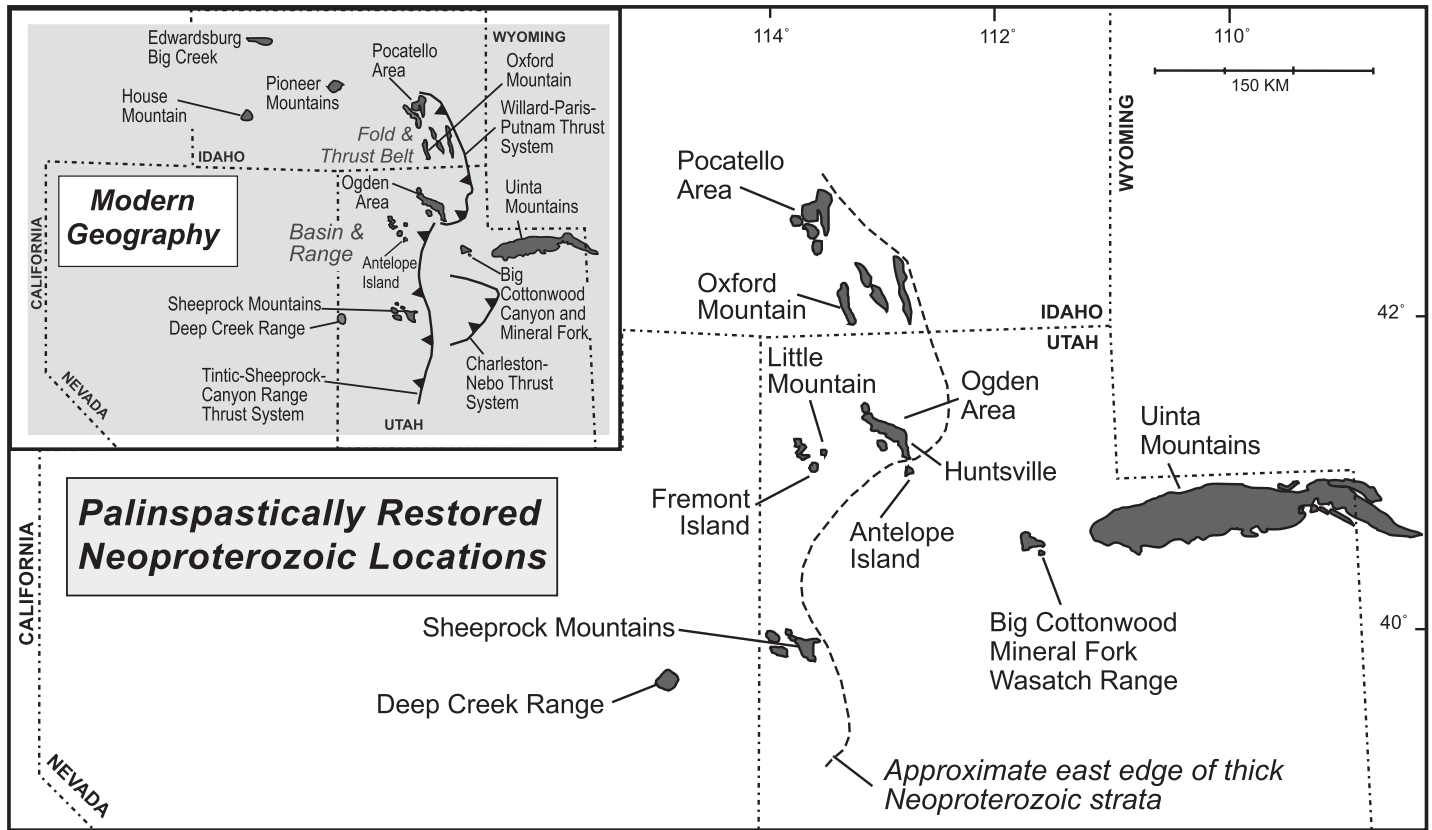 Edwardsburg
Big Creek
House
Mountain
Pioneer
Mountains
Pocatello
Area
WYOMING
Oxford
Mountain
Willard-Paris-
Putnam Thrust
System
Fold &
Thrust Belt
IDAHO
Modern
Geography
CALIFORNIA
NEVADA
Ogden
Area
Uinta
Mountains
Basin &
Range
Antelope
Island
Big
Cottonwood
Canyon and
Mineral Fork
Sheeprock Mountains
Deep Creek Range
Tintic-Sheeprock-
Canyon Range
Thrust System
Charleston-
Nebo Thrust
System
UTAH
114°
112°
110°
150 KM
WYOMING
Pocatello
Area
Oxford
Mountain
IDAHO
UTAH
42°
Little
Mountain
Ogden
Area
Uinta
Mountains
Huntsville
Fremont
Island
Antelope
Island
Palinspastically Restored
Neoproterozoic Locations
CALIFORNIA
NEVADA
40°
Big Cottonwood
Mineral Fork
Wasatch Range
Sheeprock Mountains
Deep Creek Range
Approximate east edge of thick
Neoproterozoic strata